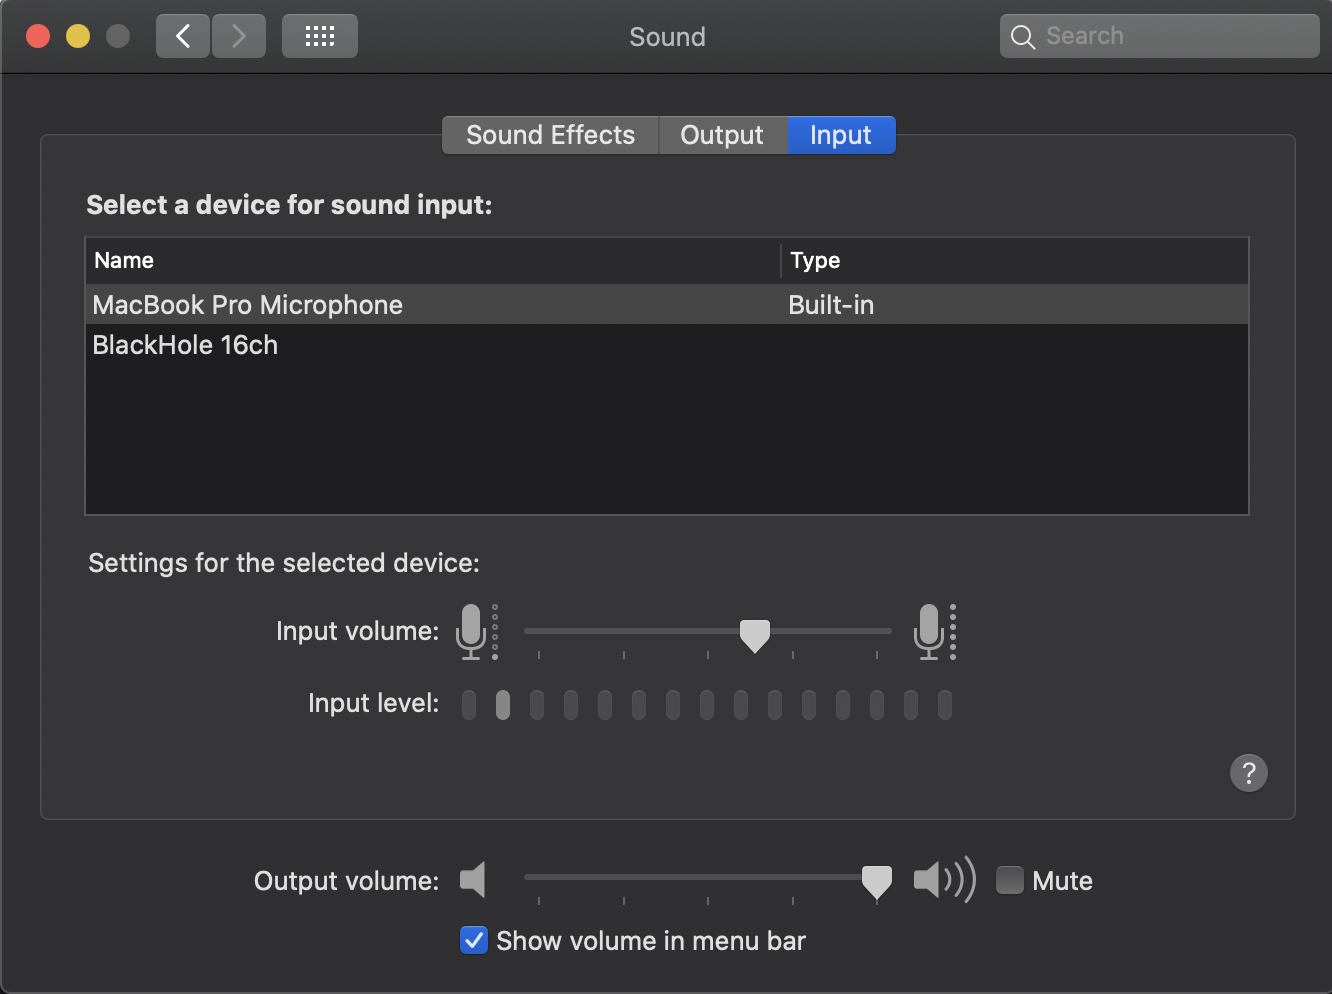 Sound
Search
Sound Effects Output Input
Select a device for sound input:
Name Type
MacBook Pro Microphone Built-in
BlackHole 16ch
Settings for the selected device:
Input volume:
Input level:
?
Output volume: Mute
Show volume in menu bar